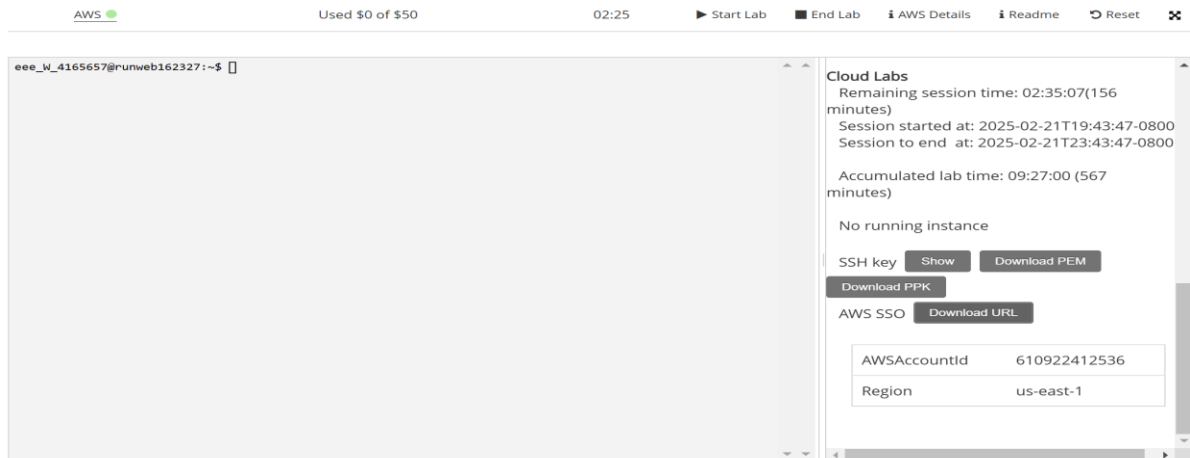 AWS Used $0 of $50 02:25 Start Lab End Lab AWS Details Readme Reset
eee_W_4165657@runweb162327:~$
Cloud Labs
Remaining session time: 02:35:07(156
minutes)
Session started at: 2025-02-21T19:43:47-0800
Session to end at: 2025-02-21T23:43:47-0800
Accumulated lab time: 09:27:00 (567
minutes)
No running instance
SSH key Show Download PEM
Download PPK
AWS SSO Download URL
AWSAccountId 610922412536
Region us-east-1